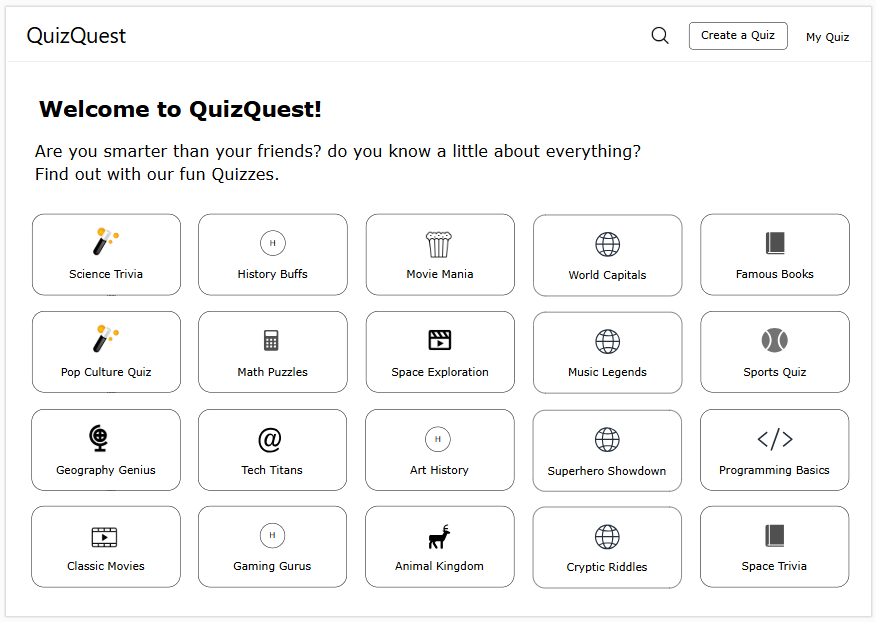 QuizQuest
Create a Quiz
My Quiz
Welcome to QuizQuest!
Are you smarter than your friends? do you know a little about everything?
Find out with our fun Quizzes.
Science Trivia
H
History Buffs
Movie Mania
World Capitals
Famous Books
Pop Culture Quiz
Math Puzzles
Space Exploration
Music Legends
Sports Quiz
Geography Genius
@
Tech Titans
H
Art History
Superhero Showdown
</>
Programming Basics
Classic Movies
H
Gaming Gurus
Animal Kingdom
Cryptic Riddles
Space Trivia